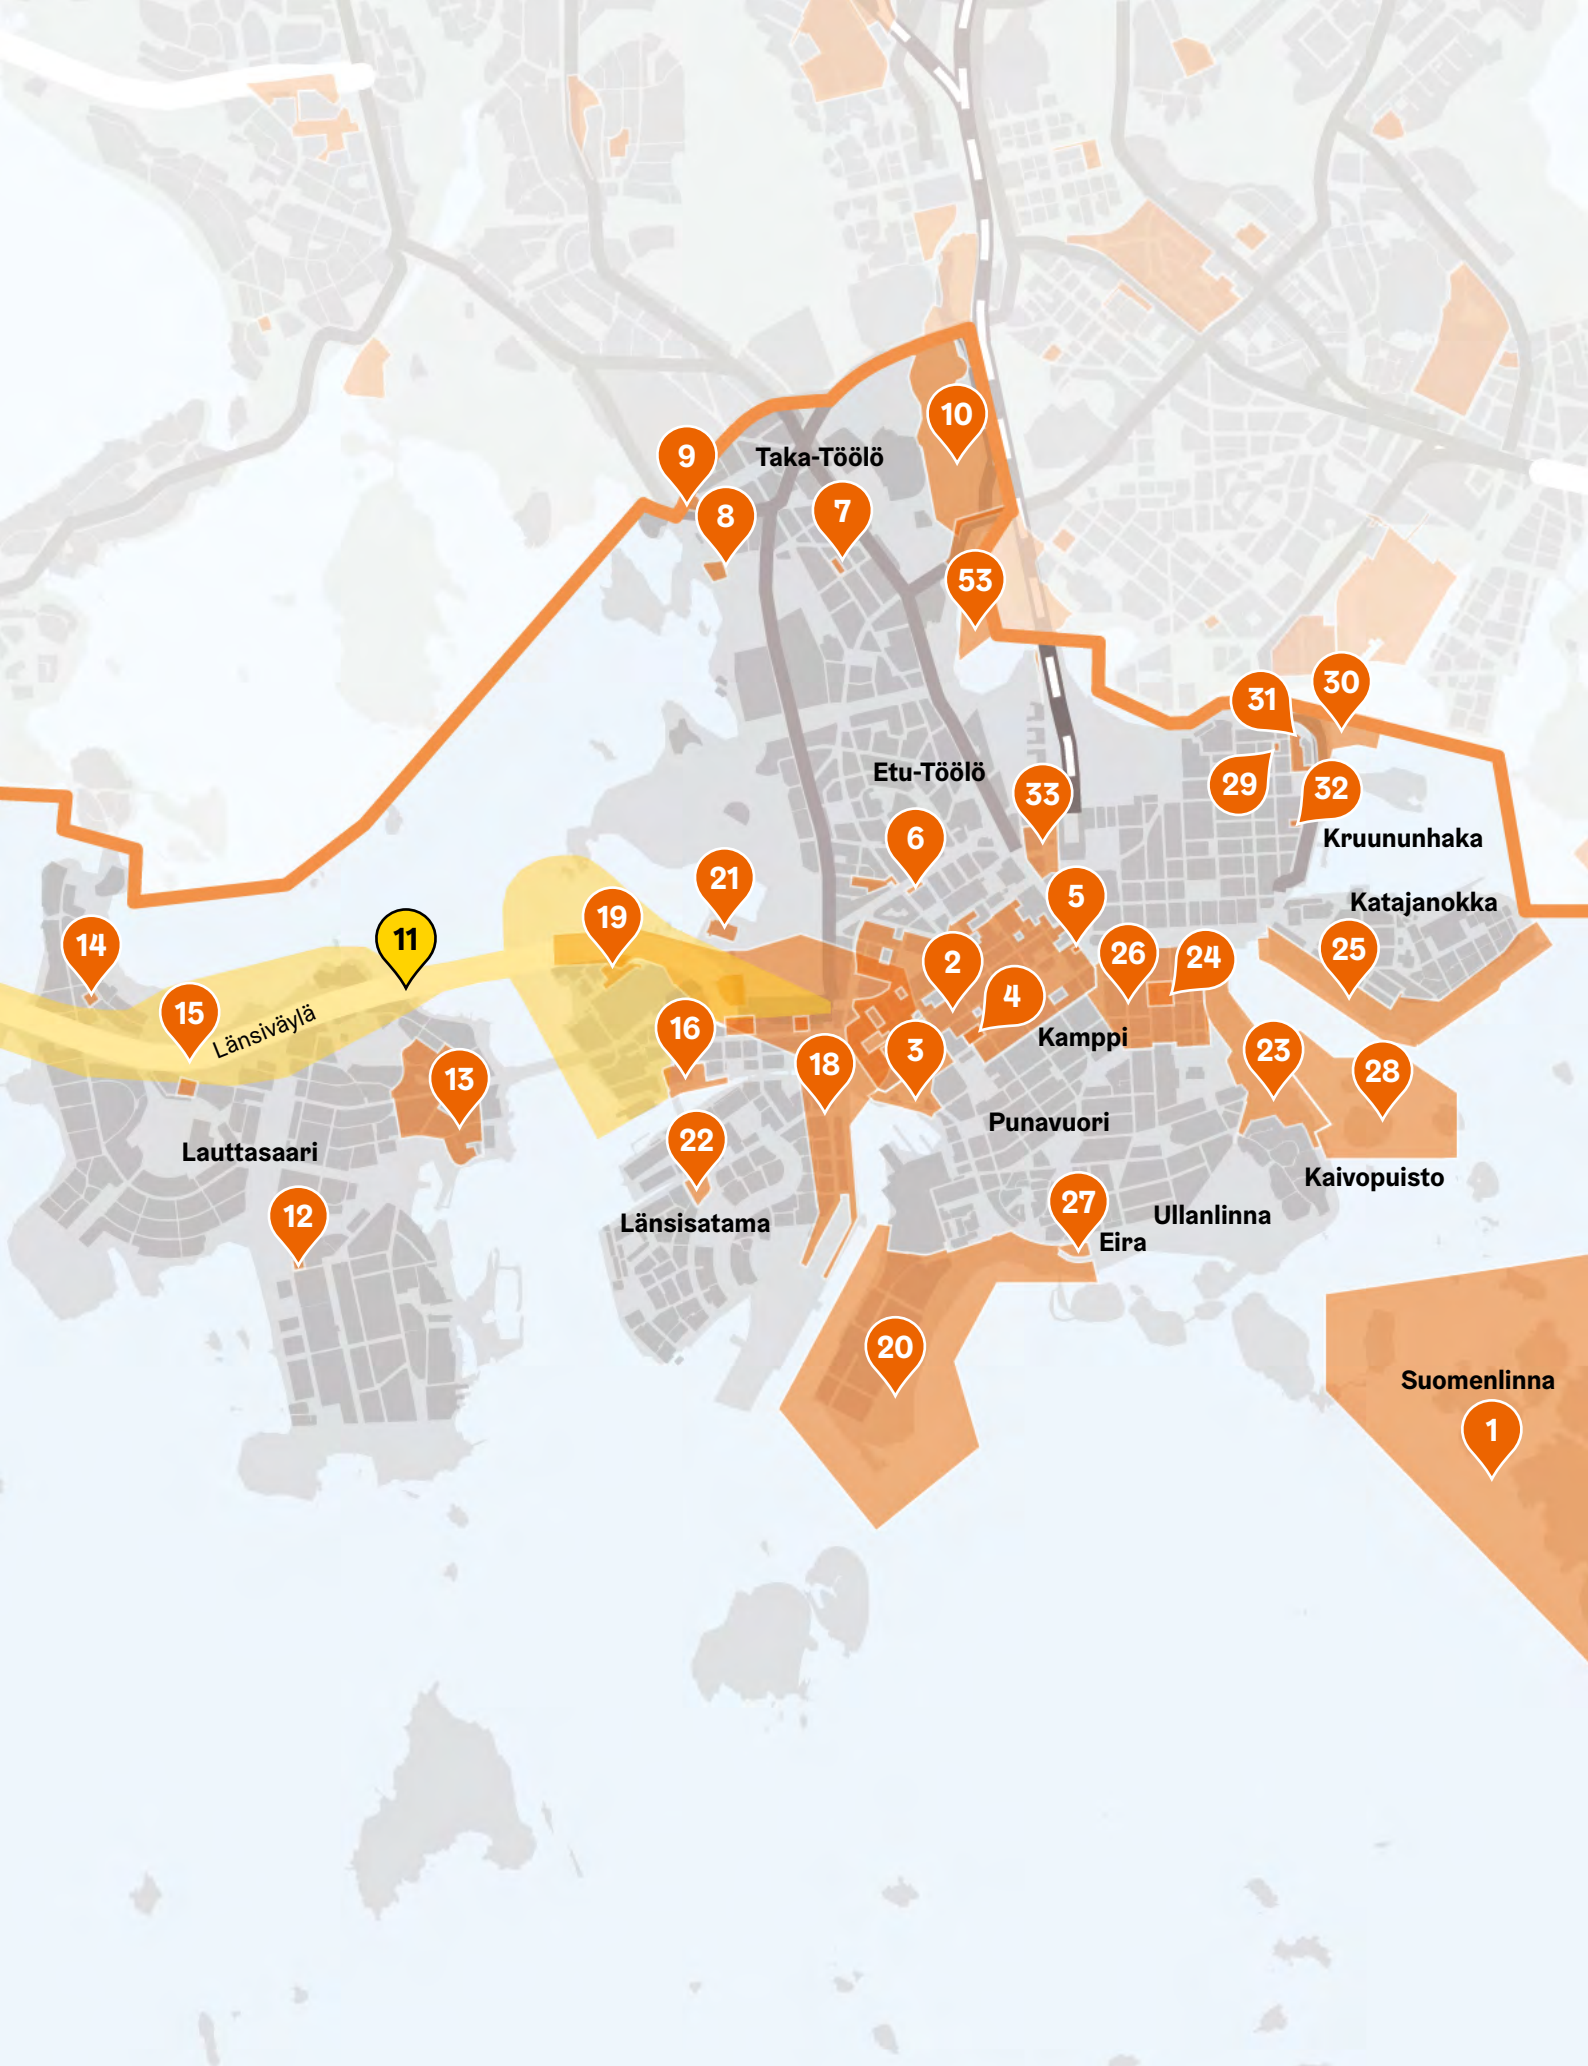 10
9
Taka-Töölö
8
7
53
30
31
Etu-Töölö
29
32
33
6
Kruununhaka
21
5
Katajanokka
19
14
11
25
26
24
2
4
15
Länsiväylä
16
Kamppi
3
23
18
28
13
Punavuori
22
Lauttasaari
Kaivopuisto
27
12
Ullanlinna
Länsisatama
Eira
20
Suomenlinna
1